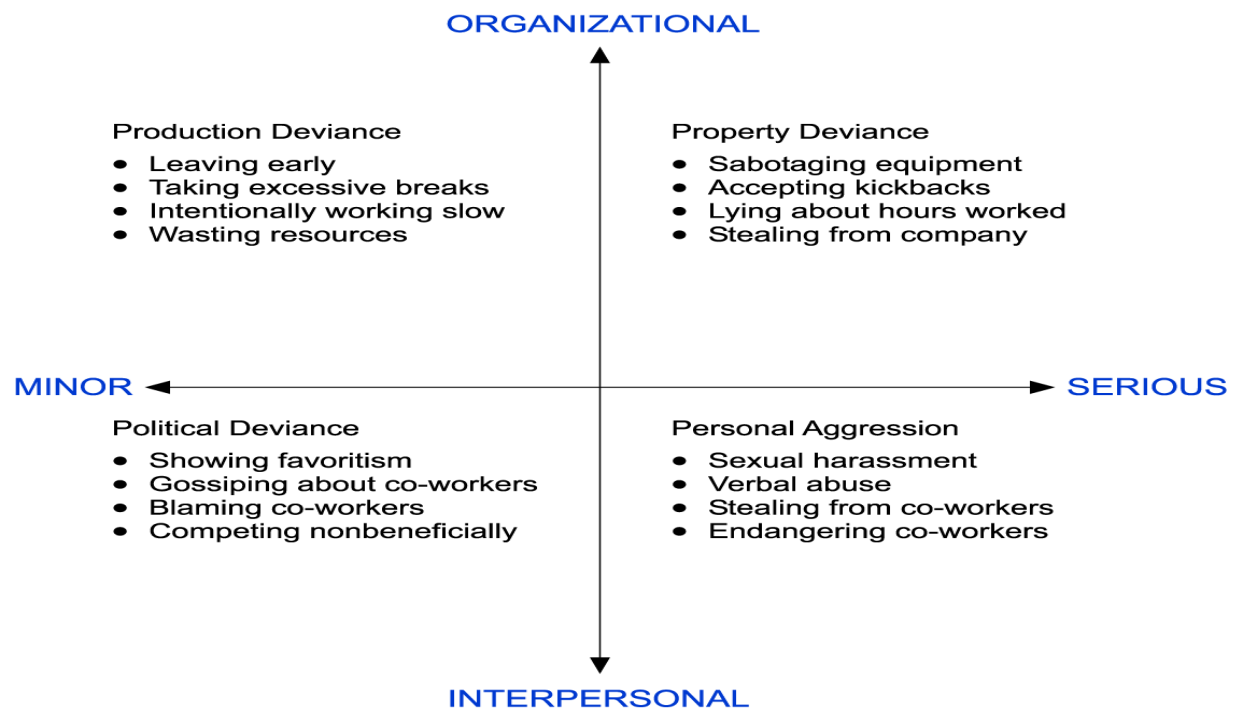 ORGANIZATIONAL
Production Deviance
• Leaving early
• Taking excessive breaks
• Intentionally working slow
• Wasting resources
Property Deviance
• Sabotaging equipment
• Accepting kickbacks
• Lying about hours worked
• Stealing from company
MINOR
SERIOUS
Political Deviance
• Showing favoritism
• Gossiping about co-workers
• Blaming co-workers
• Competing nonbeneficially
Personal Aggression
• Sexual harassment
• Verbal abuse
• Stealing from co-workers
• Endangering co-workers
INTERPERSONAL